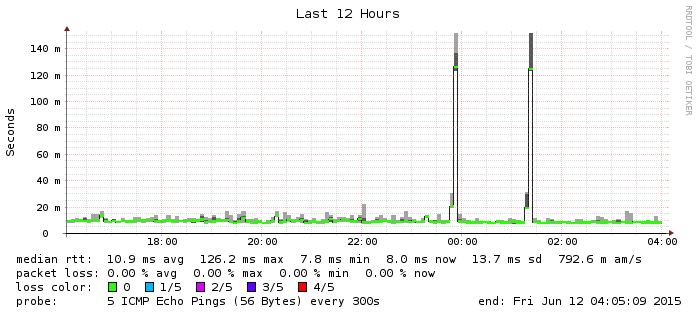 Last 12 Hours
RRDTOOL / TOBI OETIKER
Seconds
140 m
120 m
100 m
80 m
60 m
40 m
20 m
0
18:00 20:00 22:00 00:00 02:00 04:00
median rtt: 10.9 ms avg 126.2 ms max 7.8 ms min 8.0 ms now 13.7 ms sd 792.6 m am/s
packet loss: 0.00 % avg 0.00 % max 0.00 % min 0.00 % now
loss color: 0 1/5 2/5 3/5 4/5
probe: 5 ICMP Echo Pings (56 Bytes) every 300s end: Fri Jun 12 04:05:09 2015